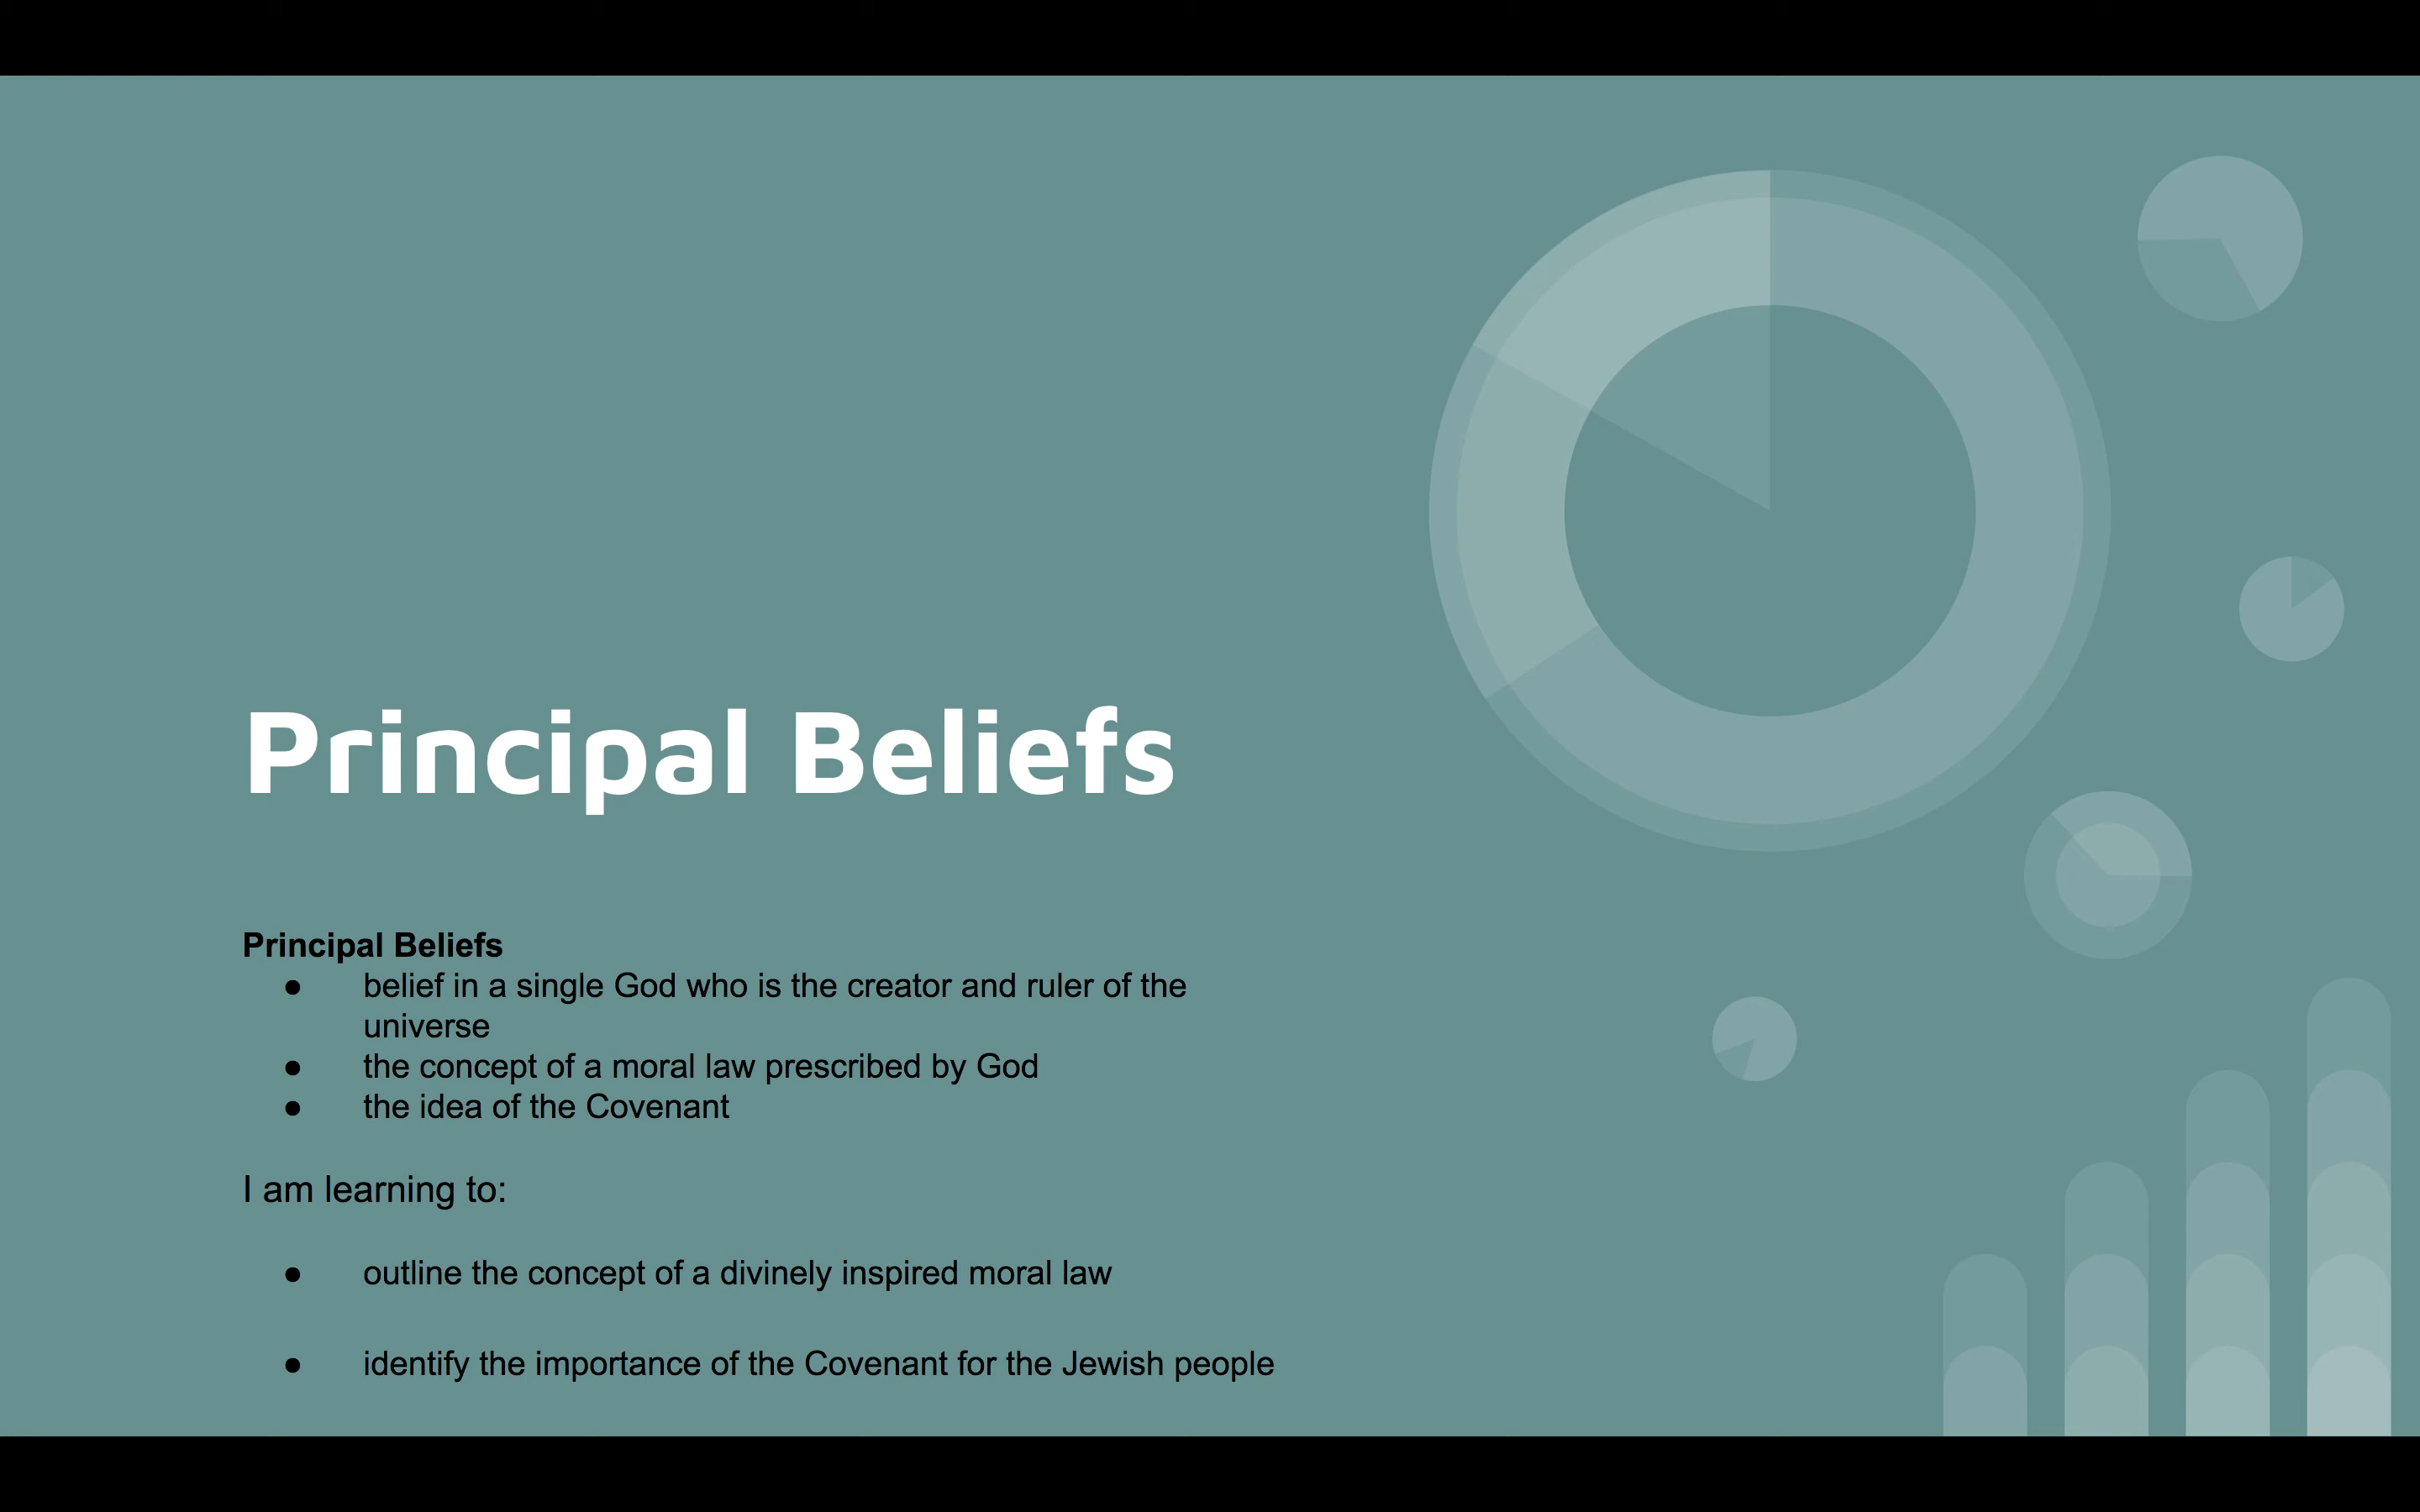 Principal Beliefs
Principal Beliefs
● belief in a single God who is the creator and ruler of the
universe
● the concept of a moral law prescribed by God
● the idea of the Covenant
I am learning to:
● outline the concept of a divinely inspired moral law
● identify the importance of the Covenant for the Jewish people